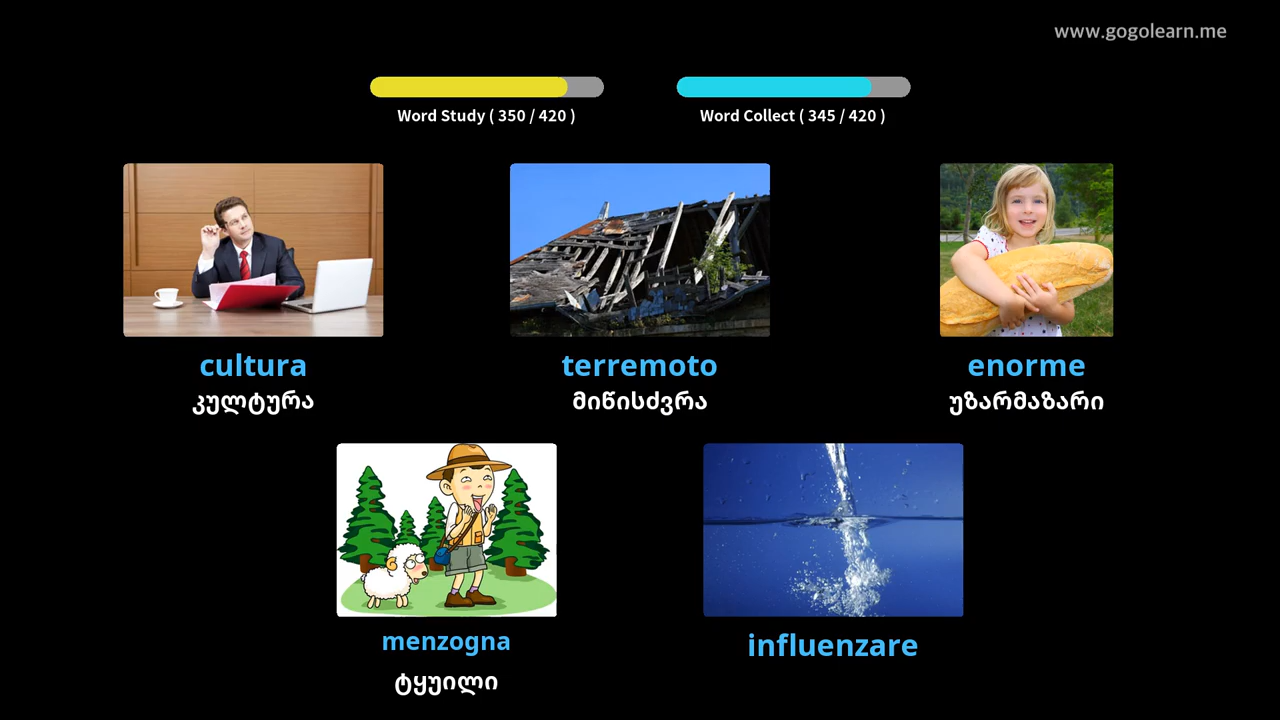 www.gogolearn.me
Word Study ( 350 / 420 )
Word Collect ( 345 / 420 )
cultura
კულტურა
terremoto
მიწისძვრა
enorme
უზარმაზარი
menzogna
ტყუილი
influenzare